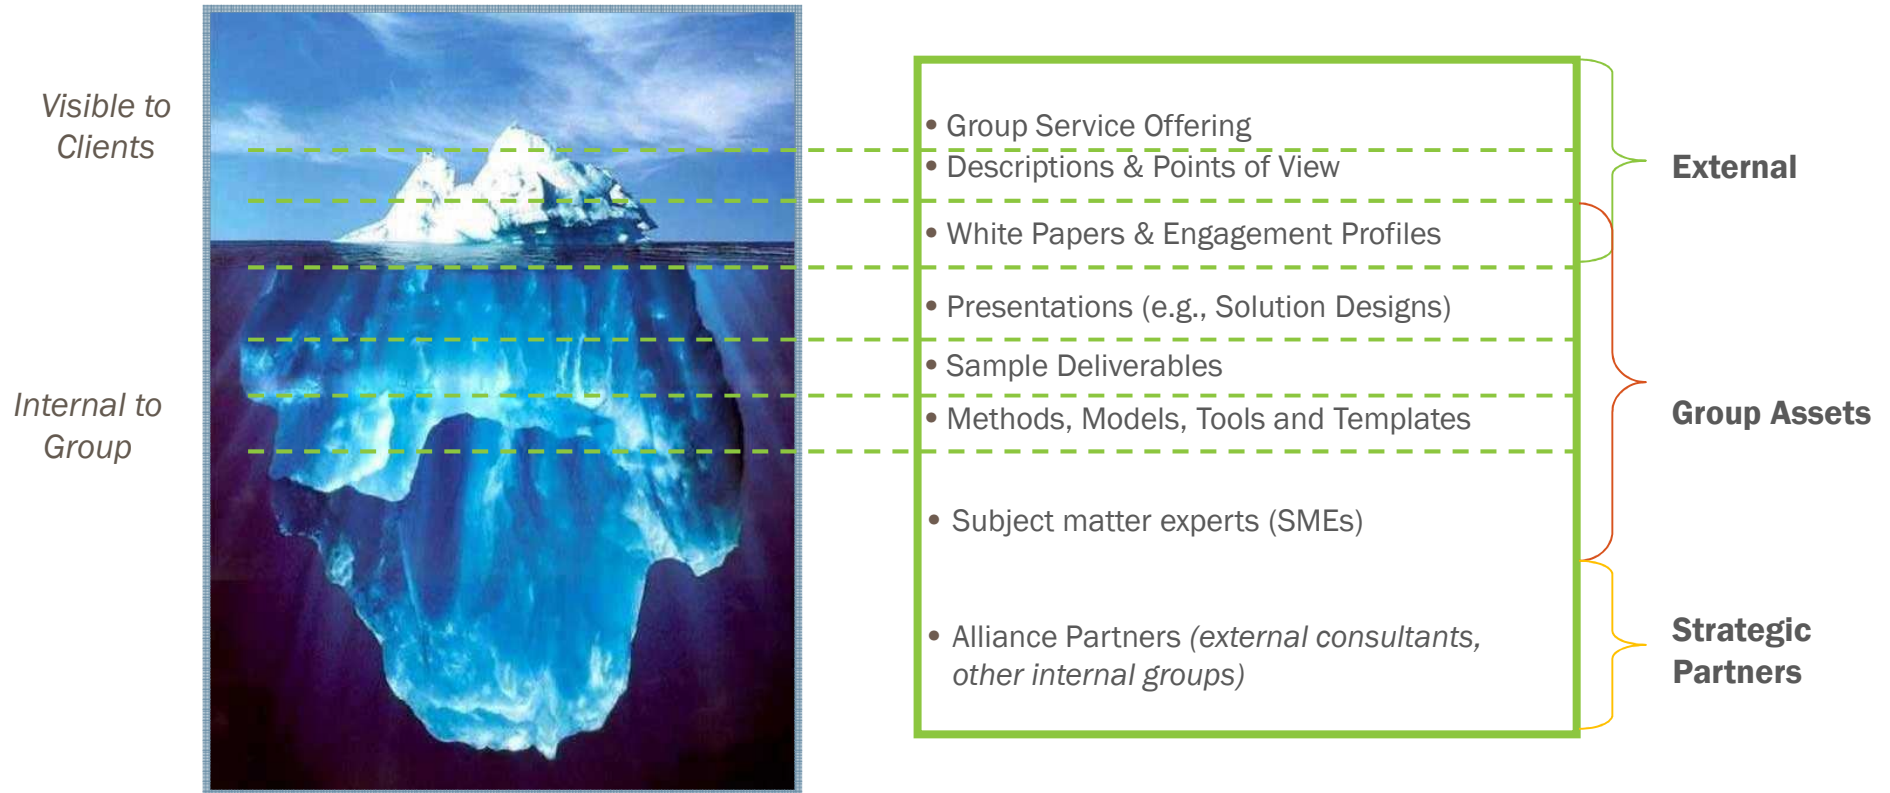 Visible to
Clients
Internal to
Group
• Group Service Offering
• Descriptions & Points of View
• White Papers & Engagement Profiles
• Presentations (e.g., Solution Designs)
• Sample Deliverables
• Methods, Models, Tools and Templates
• Subject matter experts (SMEs)
• Alliance Partners (external consultants,
other internal groups)
External
Group Assets
Strategic
Partners